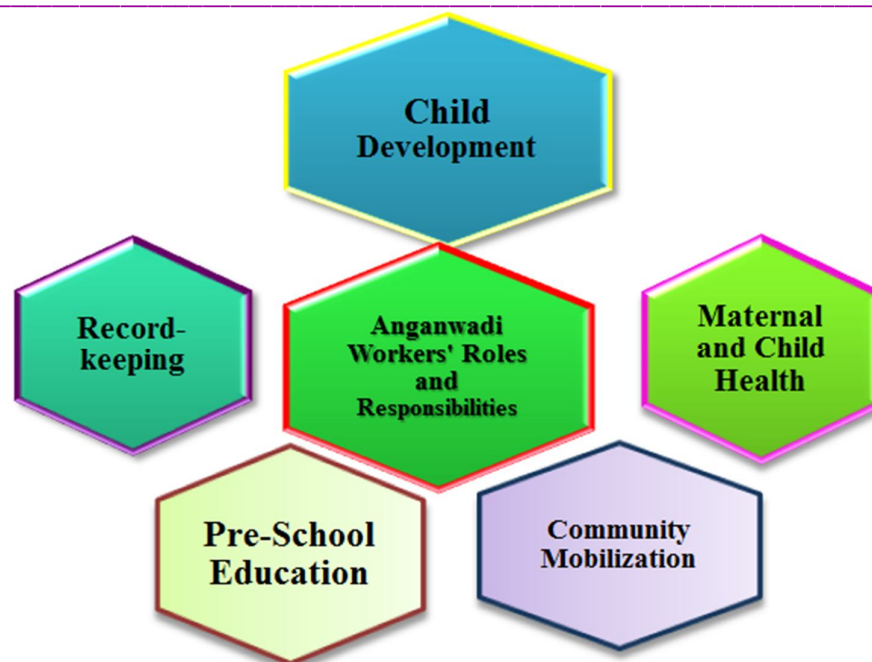 Child
Development
Record-
keeping
Anganwadi
Workers' Roles
and
Responsibilities
Maternal
and Child
Health
Pre-School
Education
Community
Mobilization